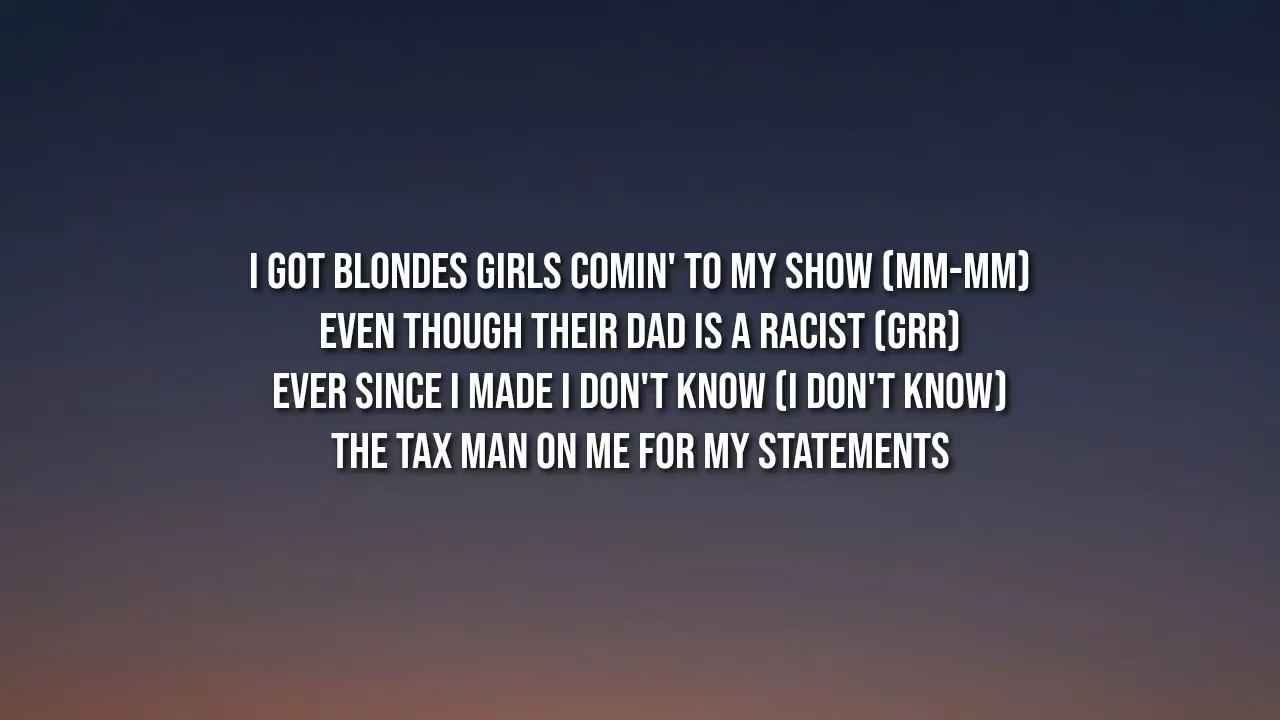 I GOT BLONDES GIRLS COMIN' TO MY SHOW (MM-MM)
EVEN THOUGH THEIR DAD IS A RACIST (GRR)
EVER SINCE I MADE I DON'T KNOW (I DON'T KNOW)
THE TAX MAN ON ME FOR MY STATEMENTS